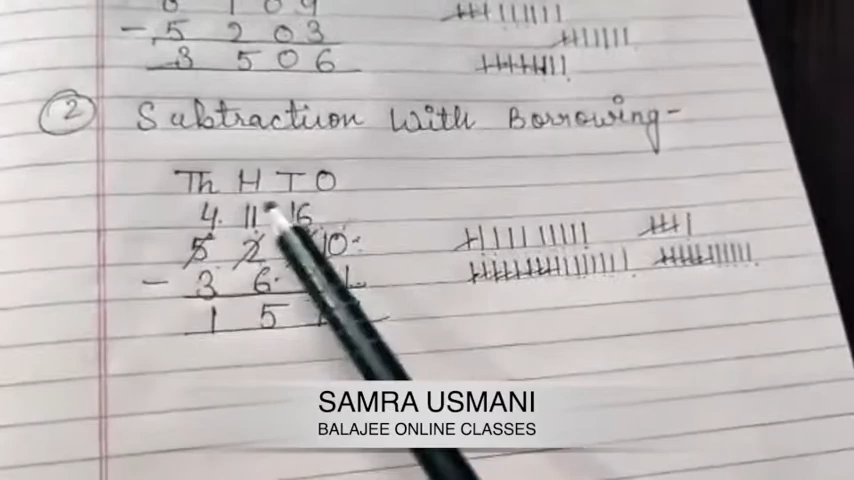 - 5 2 0 3
3 5 0 6
2 Subtraction With Borrowing -
Th H T O
4 11 16
5 2 10
- 3 6
1 5
SAMRA USMANI
BALAJEE ONLINE CLASSES